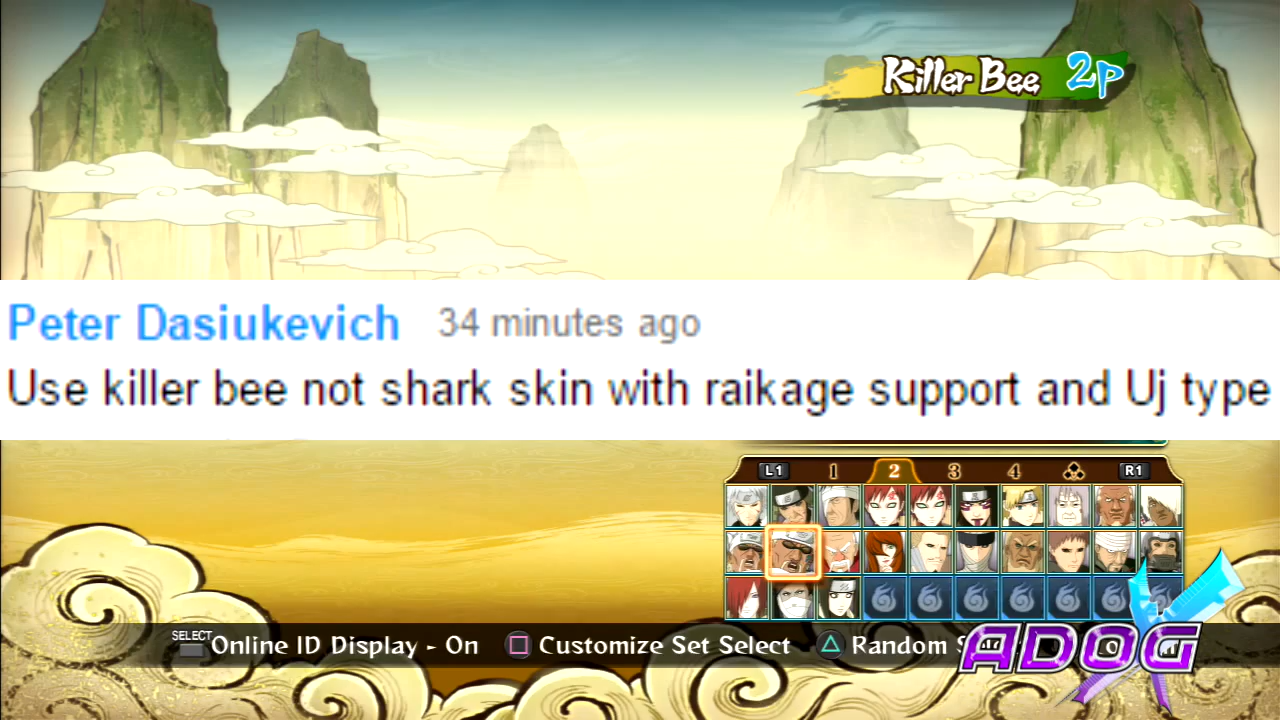 Killer Bee 2P
Peter Dasiukevich 34 minutes ago
Use killer bee not shark skin with raikage support and Uj type
L1 1 2 3 4 R1
SELECT Online ID Display - On Customize Set Select Random
ADOG